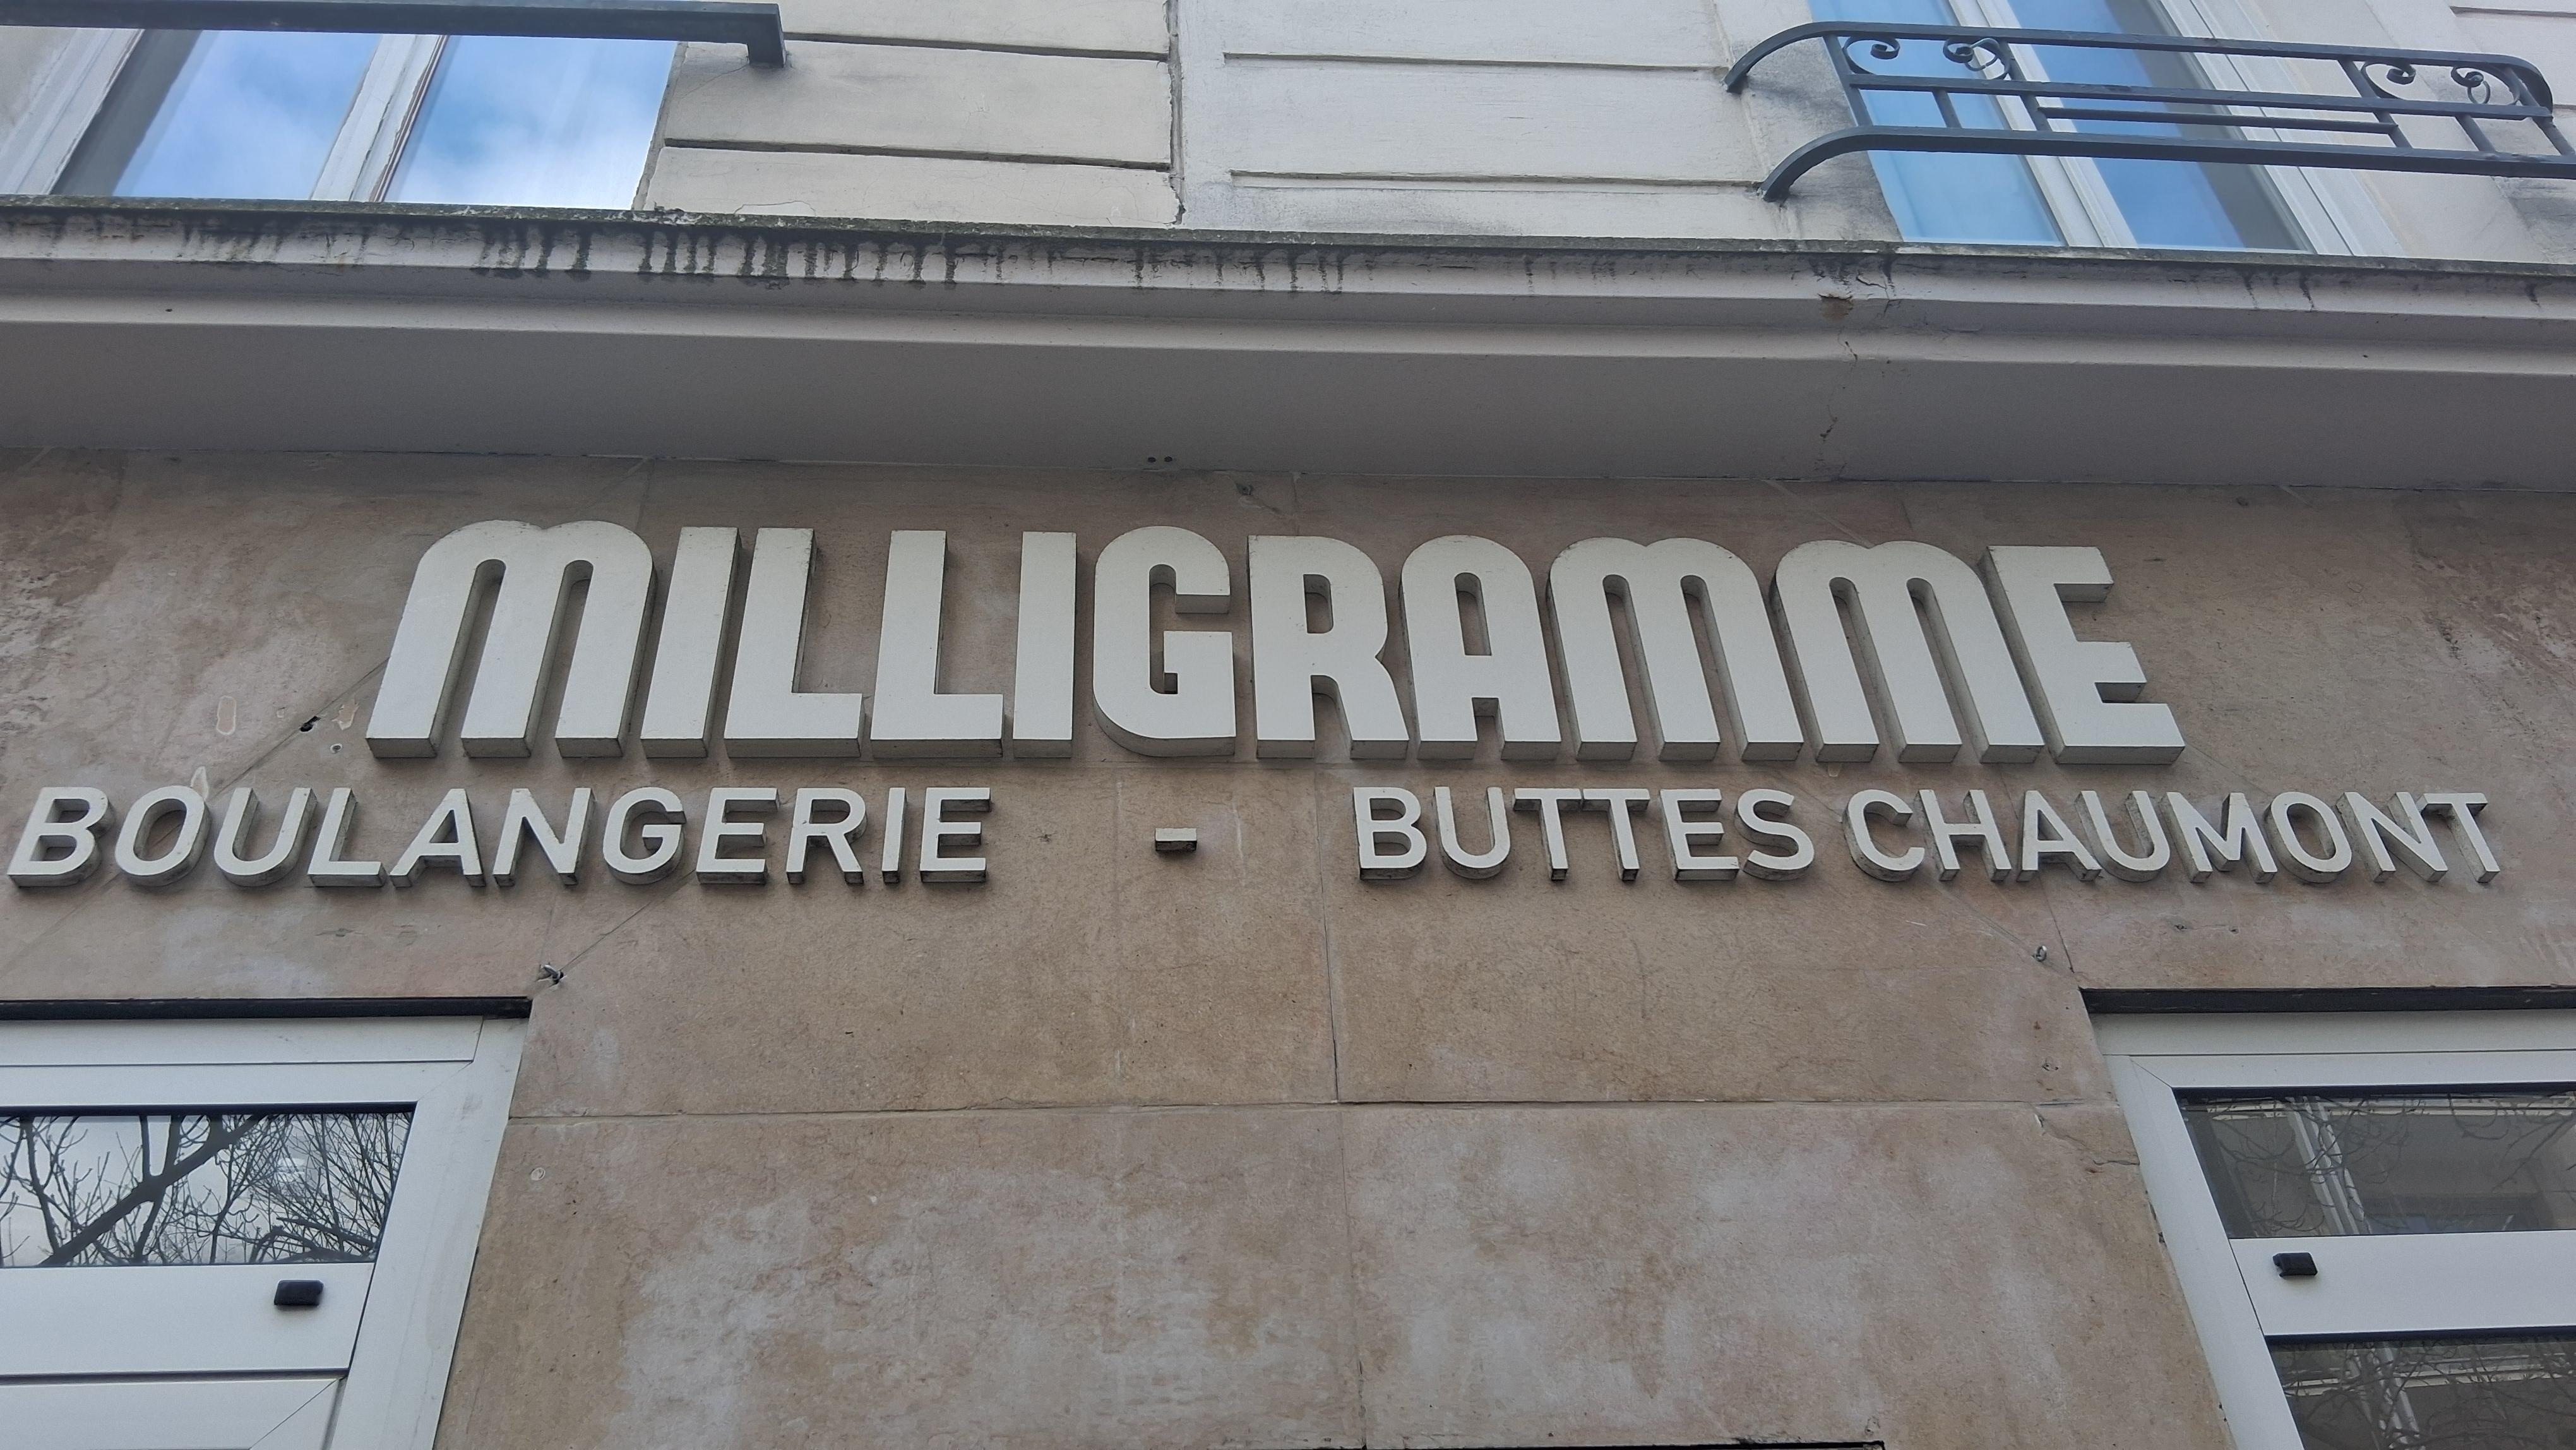 MILLIGRAMME
BOULANGERIE - BUTTES CHAUMONT